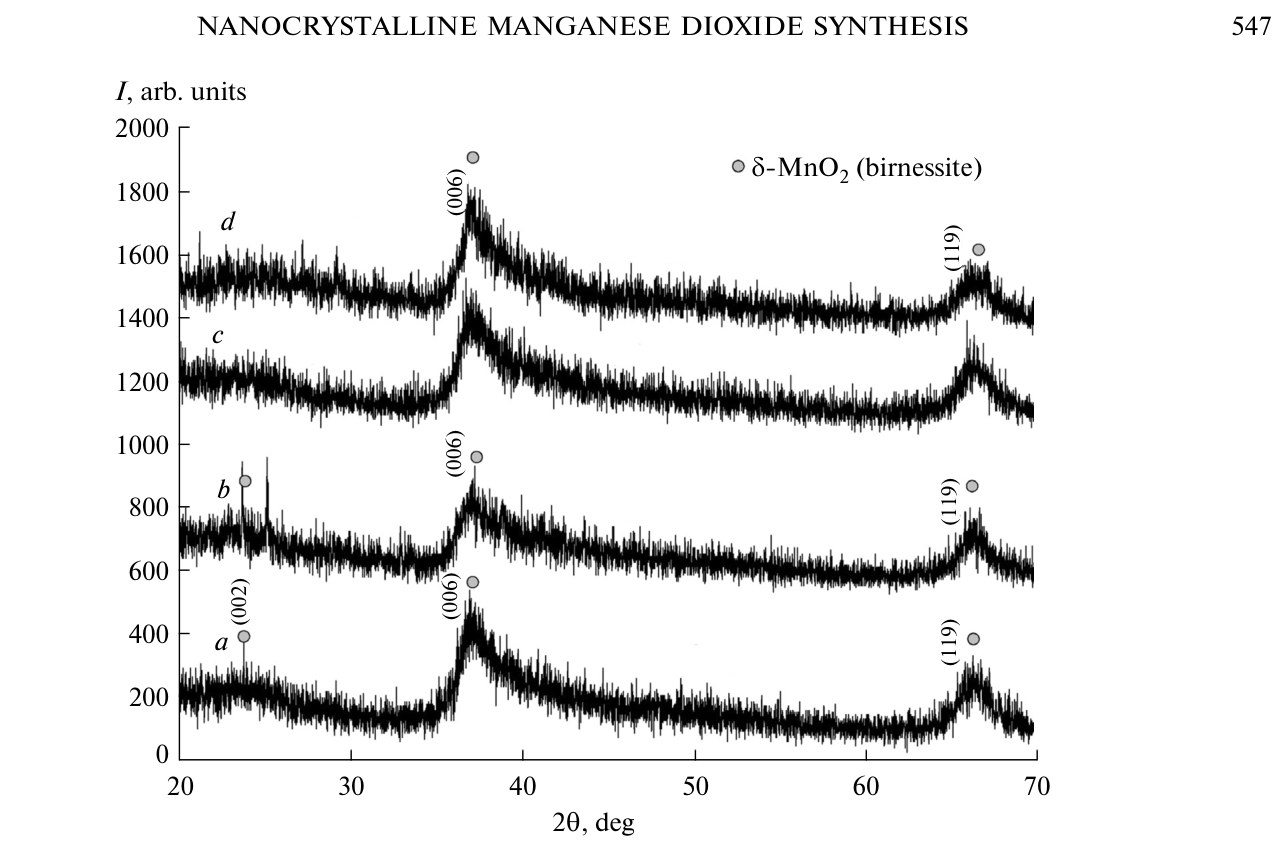 NANOCRYSTALLINE MANGANESE DIOXIDE SYNTHESIS 547
I, arb. units
2000
δ-MnO₂ (birnessite)
1800
(006)
d
(119)
1600
1400
c
1200
1000
(006)
b
(119)
800
600
(002)
(006)
(119)
400
a
200
0
20 30 40 50 60 70
2θ, deg